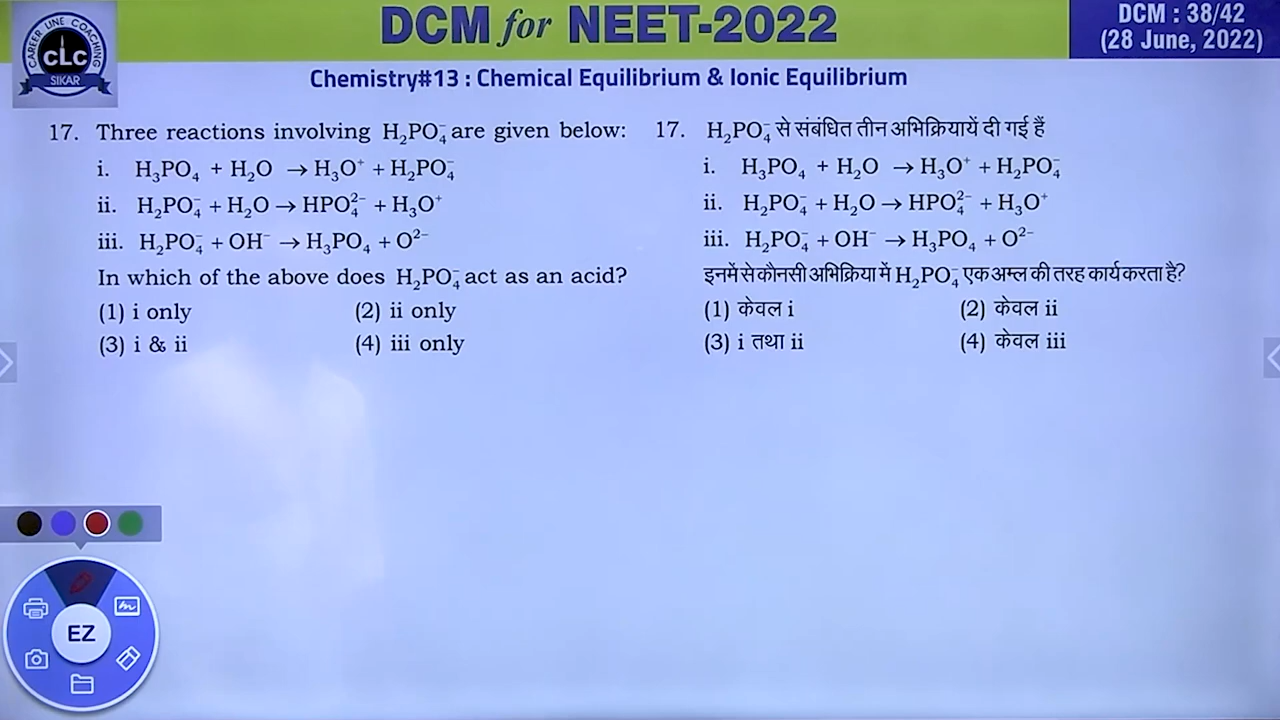 CAREER LINE COACHING
CLC
SIKAR
DCM for NEET-2022
DCM : 38/42
(28 June, 2022)
Chemistry#13 : Chemical Equilibrium & Ionic Equilibrium
17. Three reactions involving H₂PO₄⁻ are given below:
i. H₃PO₄ + H₂O → H₃O⁺ + H₂PO₄⁻
ii. H₂PO₄⁻ + H₂O → HPO₄²⁻ + H₃O⁺
iii. H₂PO₄⁻ + OH⁻ → H₃PO₄ + O²⁻
In which of the above does H₂PO₄⁻ act as an acid?
(1) i only (2) ii only
(3) i & ii (4) iii only
17. H₂PO₄⁻ से संबंधित तीन अभिक्रियायें दी गई हैं
i. H₃PO₄ + H₂O → H₃O⁺ + H₂PO₄⁻
ii. H₂PO₄⁻ + H₂O → HPO₄²⁻ + H₃O⁺
iii. H₂PO₄⁻ + OH⁻ → H₃PO₄ + O²⁻
इनमें से कौनसी अभिक्रिया में H₂PO₄⁻ एक अम्ल की तरह कार्य करता है?
(1) केवल i (2) केवल ii
(3) i तथा ii (4) केवल iii
EZ